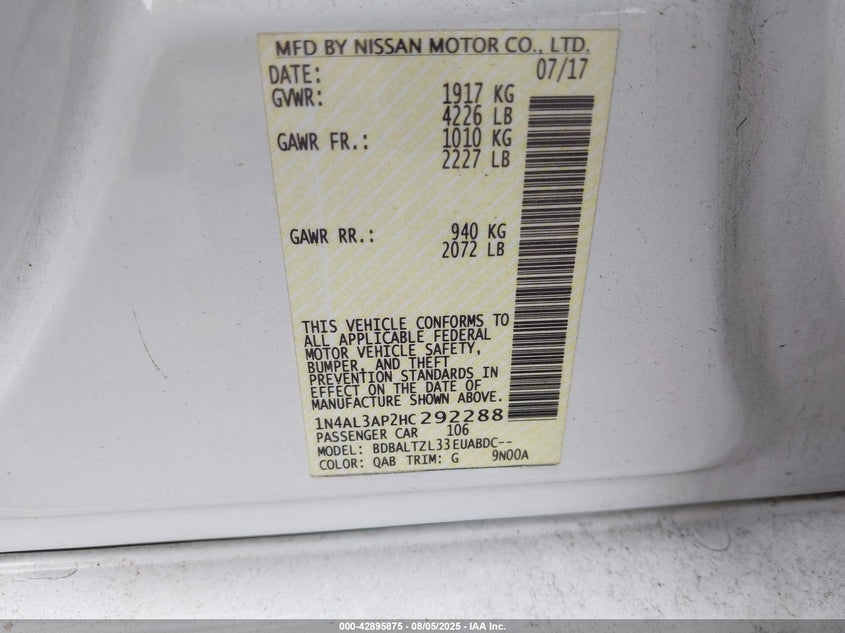 MFD BY NISSAN MOTOR CO., LTD.
DATE: 07/17
GVWR: 1917 KG
4226 LB
GAWR FR.: 1010 KG
2227 LB
GAWR RR.: 940 KG
2072 LB
THIS VEHICLE CONFORMS TO
ALL APPLICABLE FEDERAL
MOTOR VEHICLE SAFETY,
BUMPER, AND THEFT
PREVENTION STANDARDS IN
EFFECT ON THE DATE OF
MANUFACTURE SHOWN ABOVE.
1N4AL3AP2HC292288
PASSENGER CAR 106
MODEL: BDBALTZL33EUABDC--
COLOR: QAB TRIM: G 9N00A
000-42895875 - 08/05/2025 - IAA Inc.